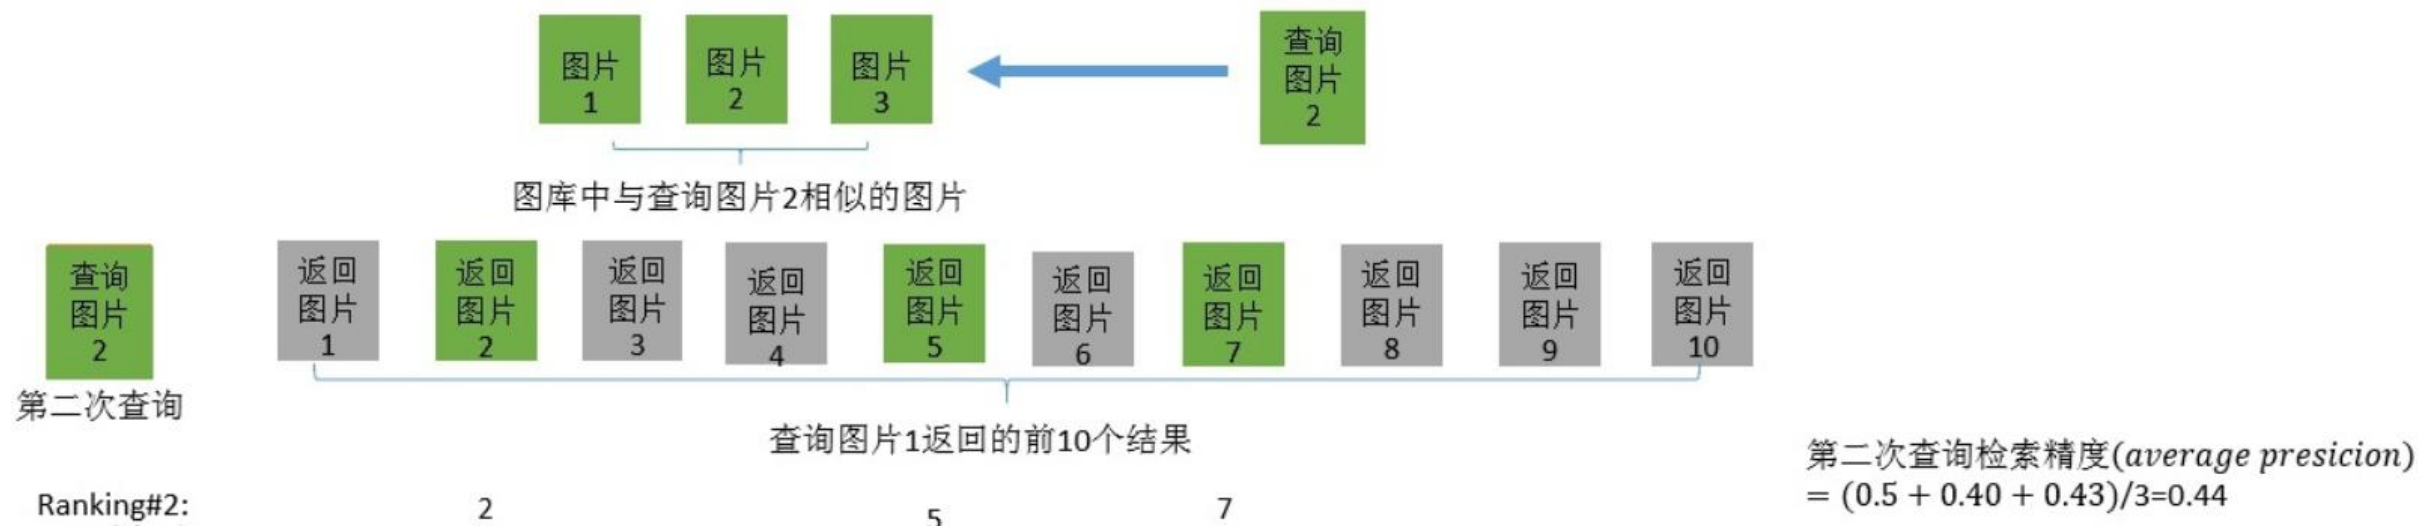 图片
1
图片
2
图片
3
查询
图片
2
图库中与查询图片2相似的图片
查询
图片
2
第二次查询
返回
图片
1
返回
图片
2
返回
图片
3
返回
图片
4
返回
图片
5
返回
图片
6
返回
图片
7
返回
图片
8
返回
图片
9
返回
图片
10
查询图片1返回的前10个结果
第二次查询检索精度(average presicion)
= (0.5 + 0.40 + 0.43)/3=0.44
Ranking#2: 2 5 7